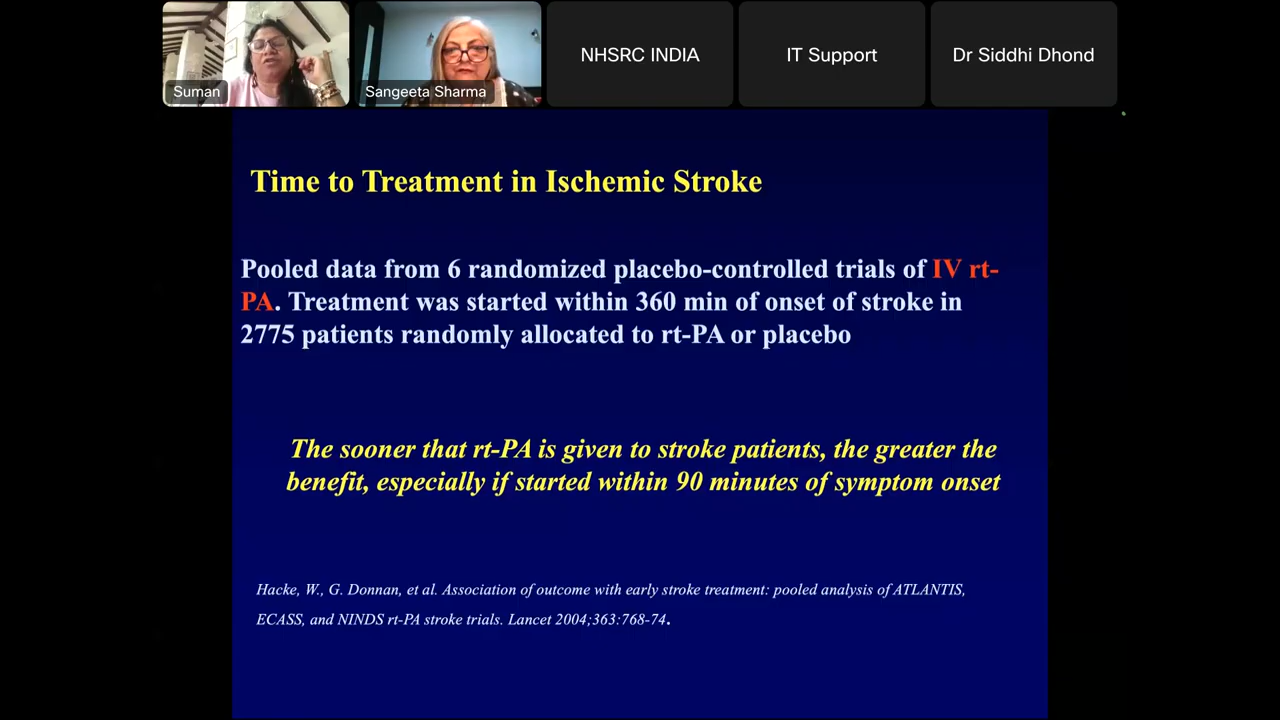 Suman
Sangeeta Sharma
NHSRC INDIA
IT Support
Dr Siddhi Dhond
Time to Treatment in Ischemic Stroke
Pooled data from 6 randomized placebo-controlled trials of IV rt-
PA. Treatment was started within 360 min of onset of stroke in
2775 patients randomly allocated to rt-PA or placebo
The sooner that rt-PA is given to stroke patients, the greater the
benefit, especially if started within 90 minutes of symptom onset
Hacke, W., G. Donnan, et al. Association of outcome with early stroke treatment: pooled analysis of ATLANTIS,
ECASS, and NINDS rt-PA stroke trials. Lancet 2004;363:768-74.